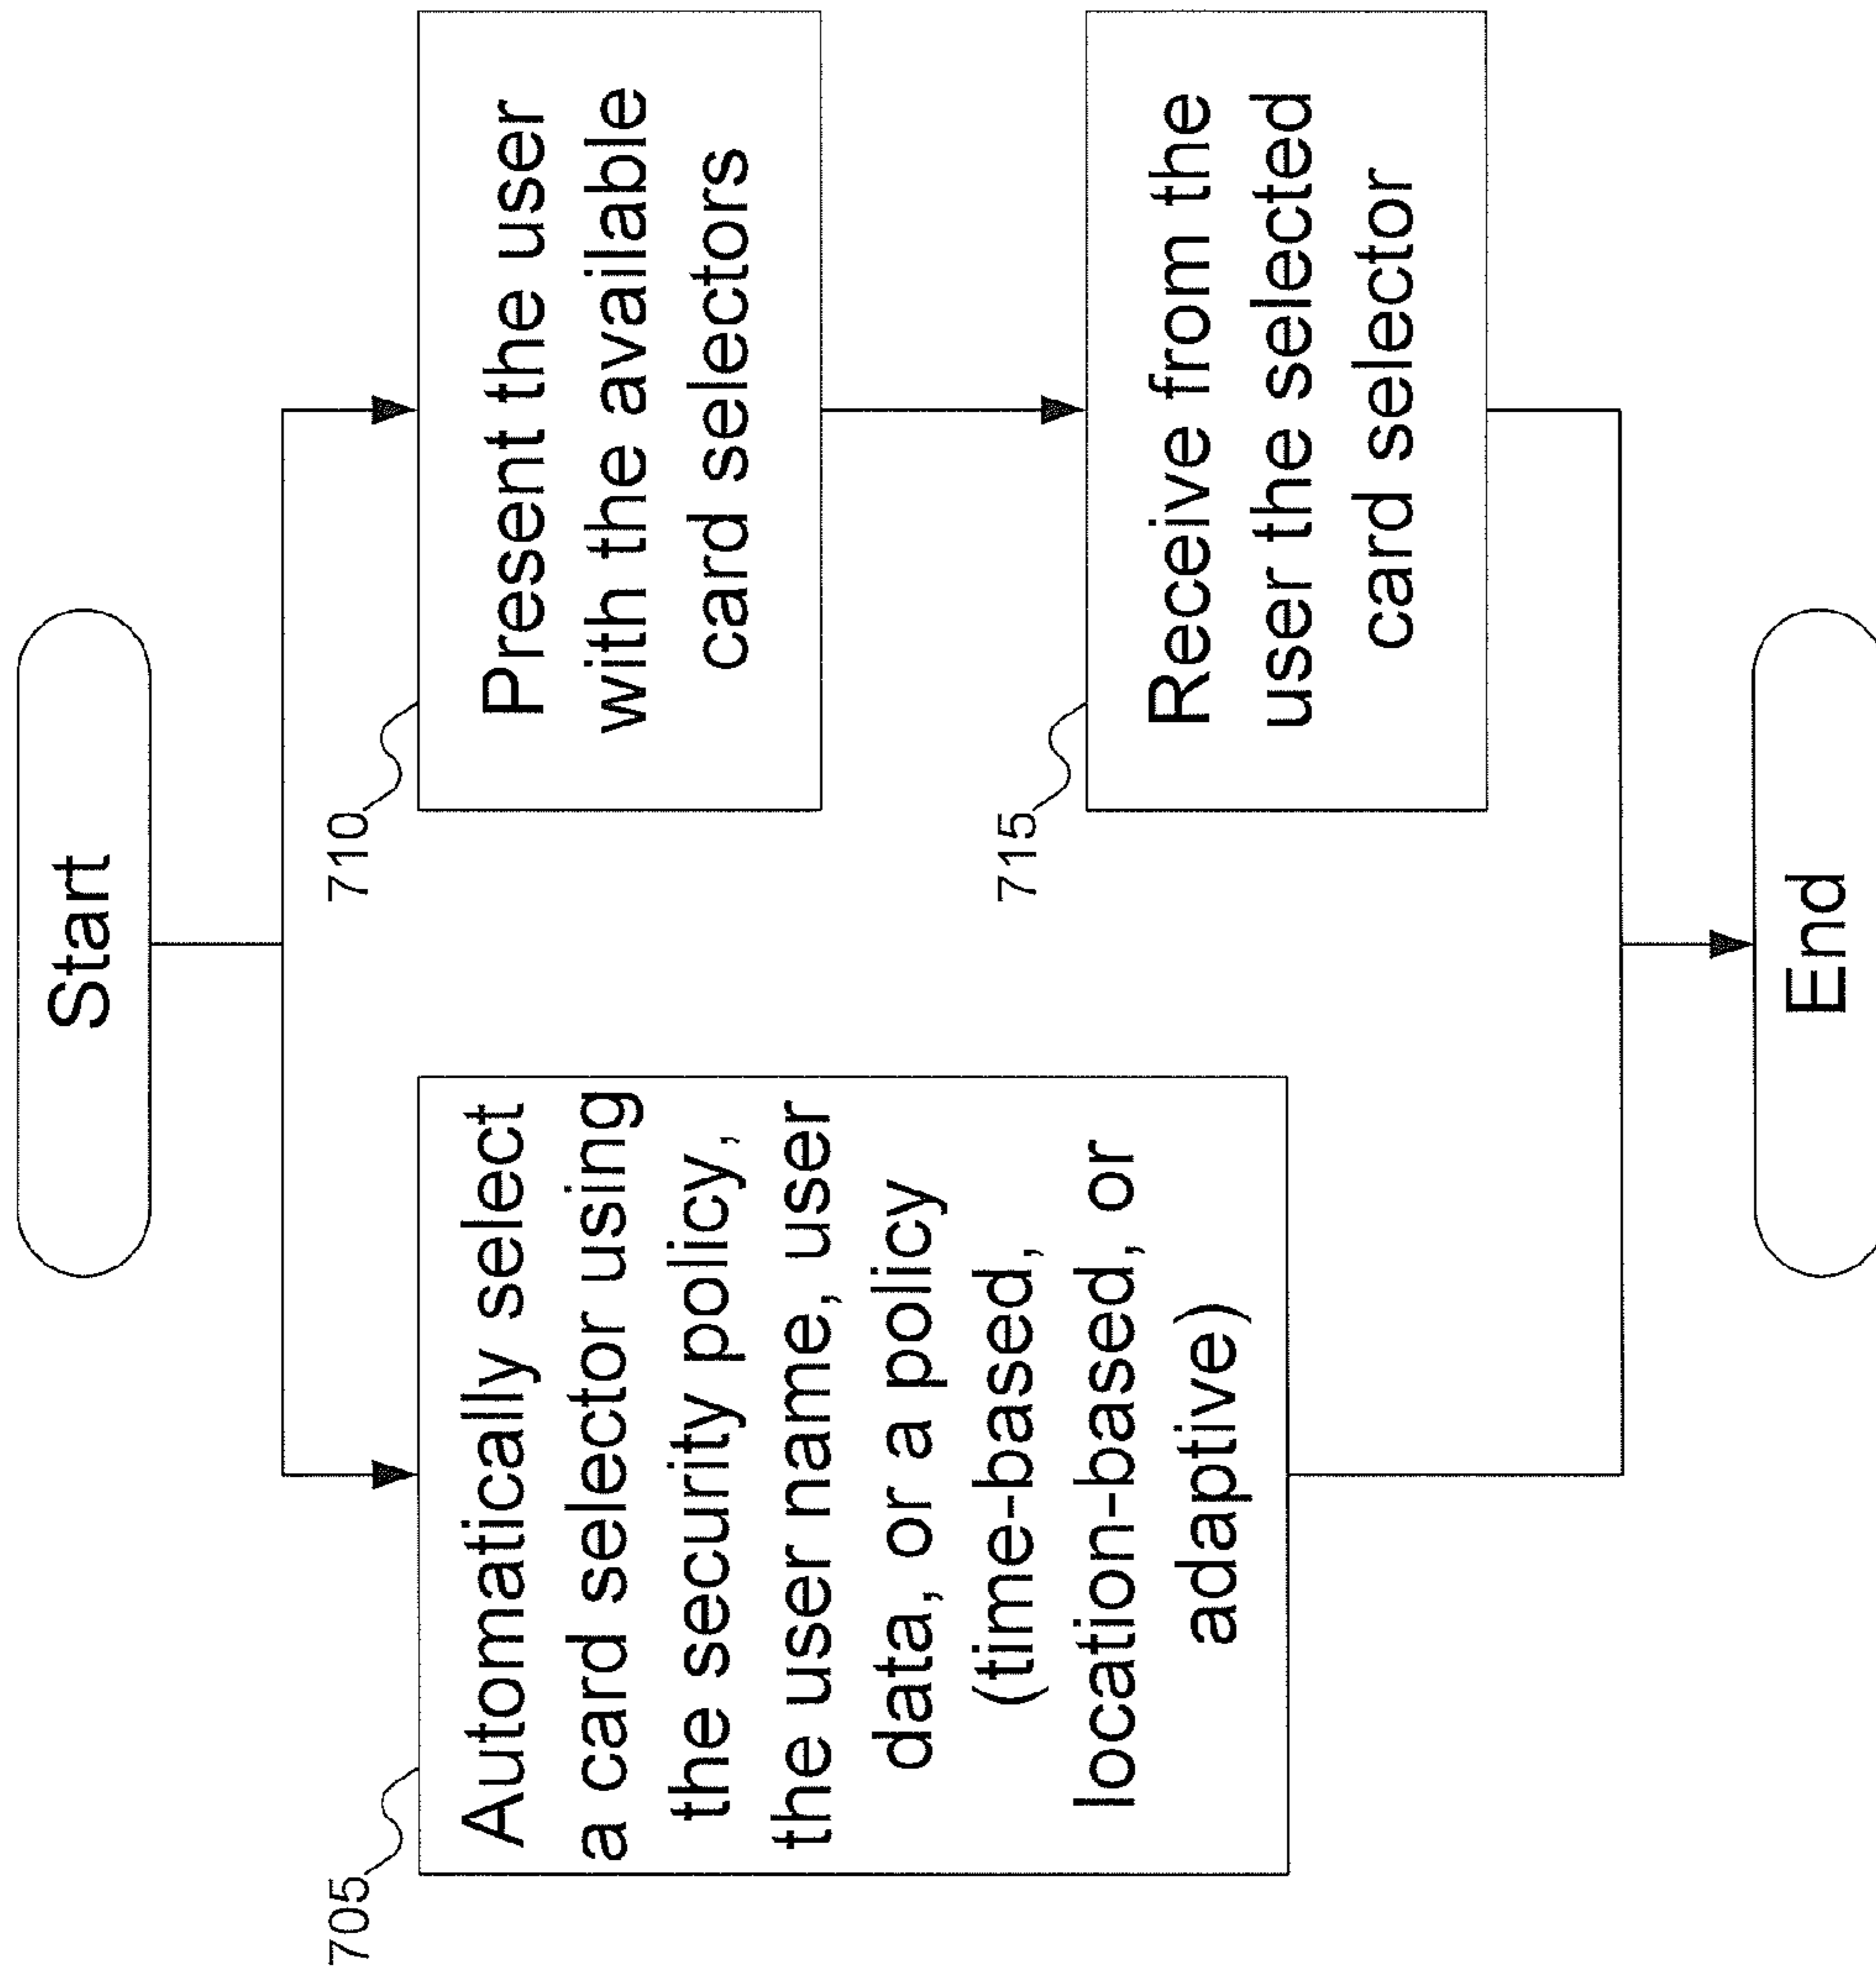 Start
705
Automatically select
a card selector using
the security policy,
the user name, user
data, or a policy
(time-based,
location-based, or
adaptive)
710
Present the user
with the available
card selectors
715
Receive from the
user the selected
card selector
End